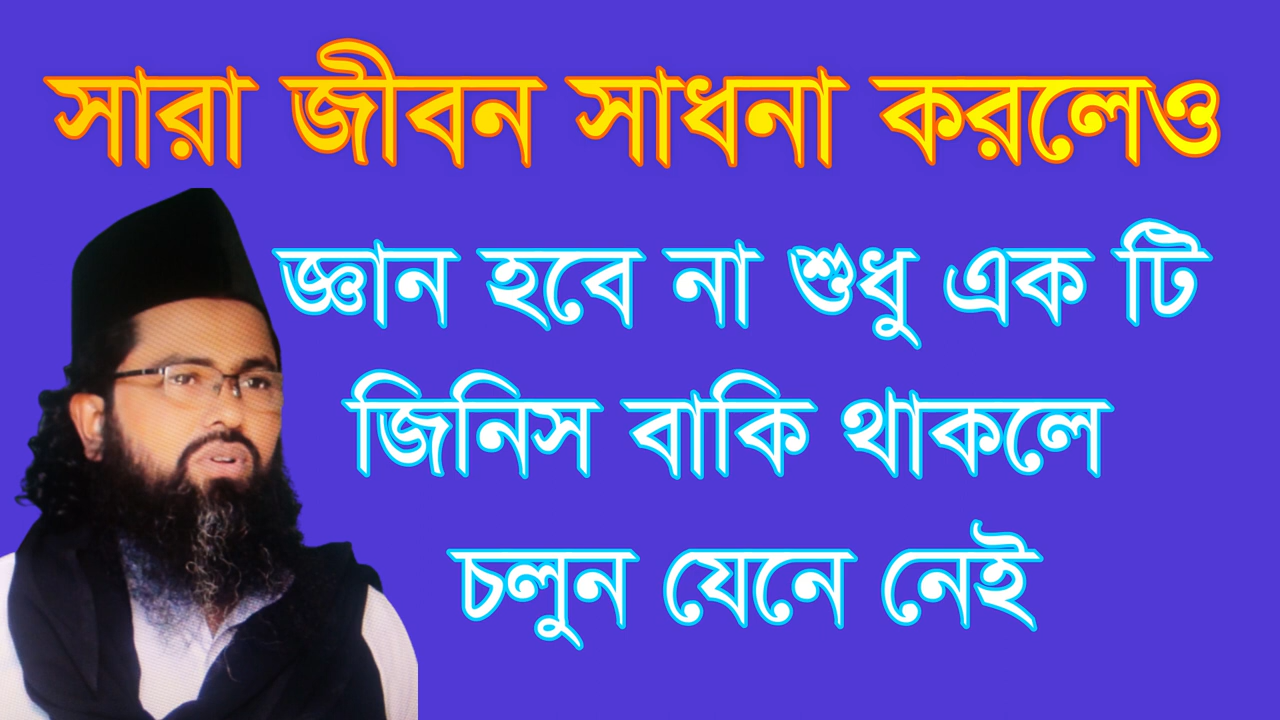 সারা জীবন সাধনা করলেও
জ্ঞান হবে না শুধু এক টি
জিনিস বাকি থাকলে
চলুন যেনে নেই